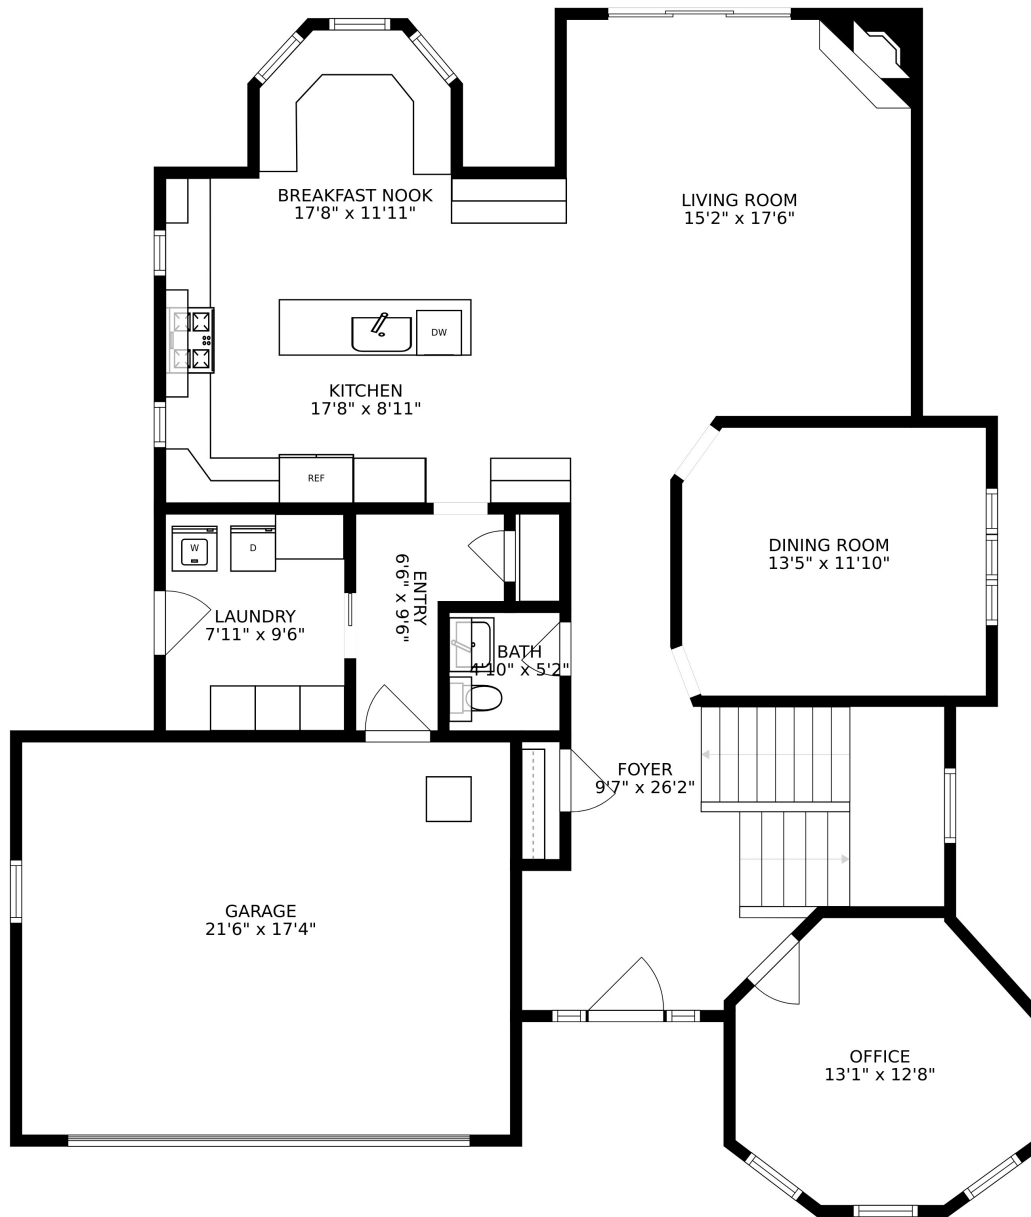 BREAKFAST NOOK
17'8" x 11'11"
LIVING ROOM
15'2" x 17'6"
DW
KITCHEN
17'8" x 8'11"
REF
W
D
DINING ROOM
13'5" x 11'10"
ENTRY
6'6" x 9'6"
LAUNDRY
7'11" x 9'6"
BATH
4'10" x 5'2"
FOYER
9'7" x 26'2"
GARAGE
21'6" x 17'4"
OFFICE
13'1" x 12'8"